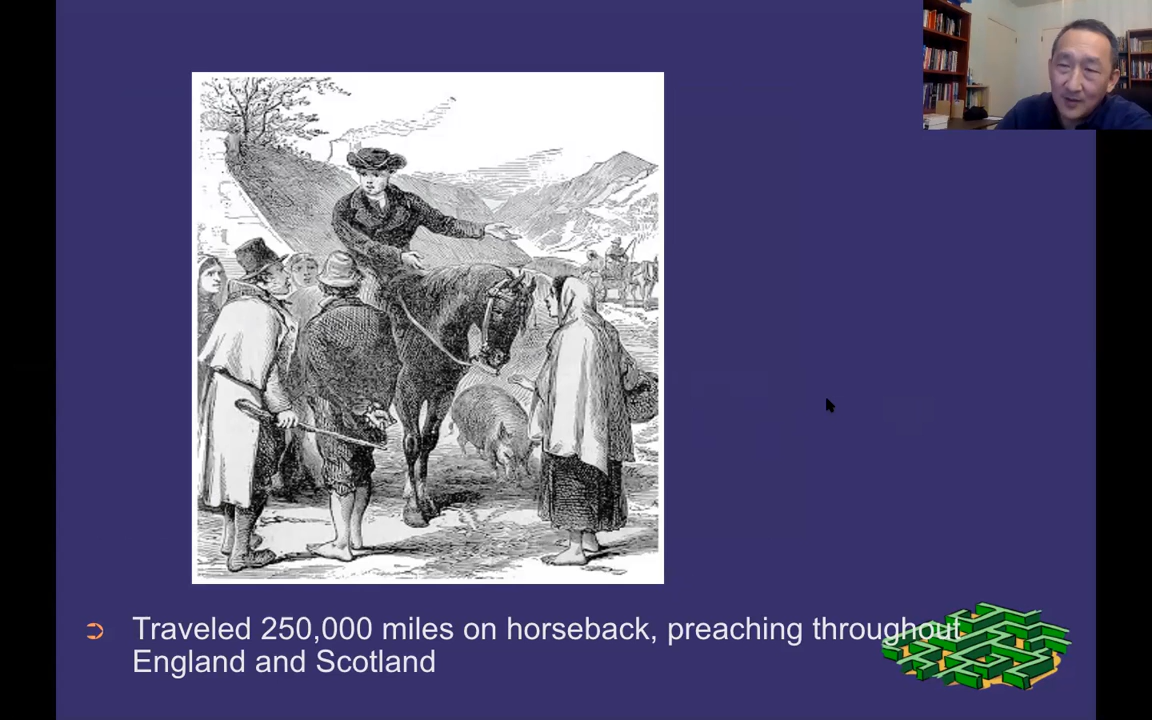 Traveled 250,000 miles on horseback, preaching throughout
England and Scotland